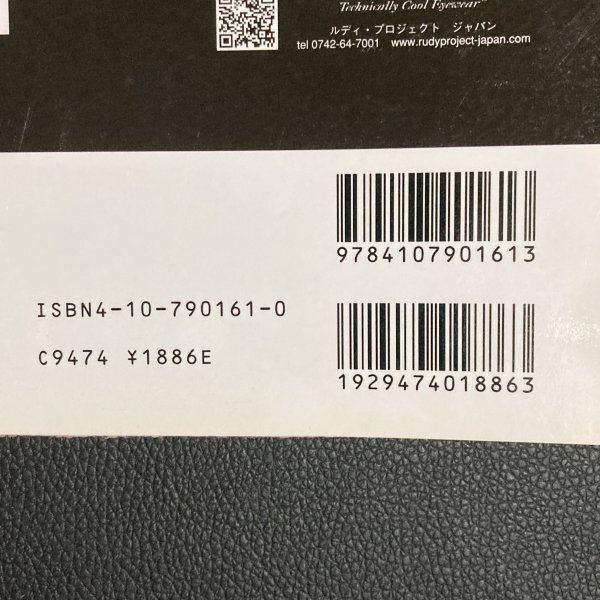 Technically Cool Eyewear™
ルディ・プロジェクト ジャパン
tel 0742-64-7001 www.rudyproject-japan.com
9784107901613
ISBN4-10-790161-0
C9474 ¥1886E
1929474018863